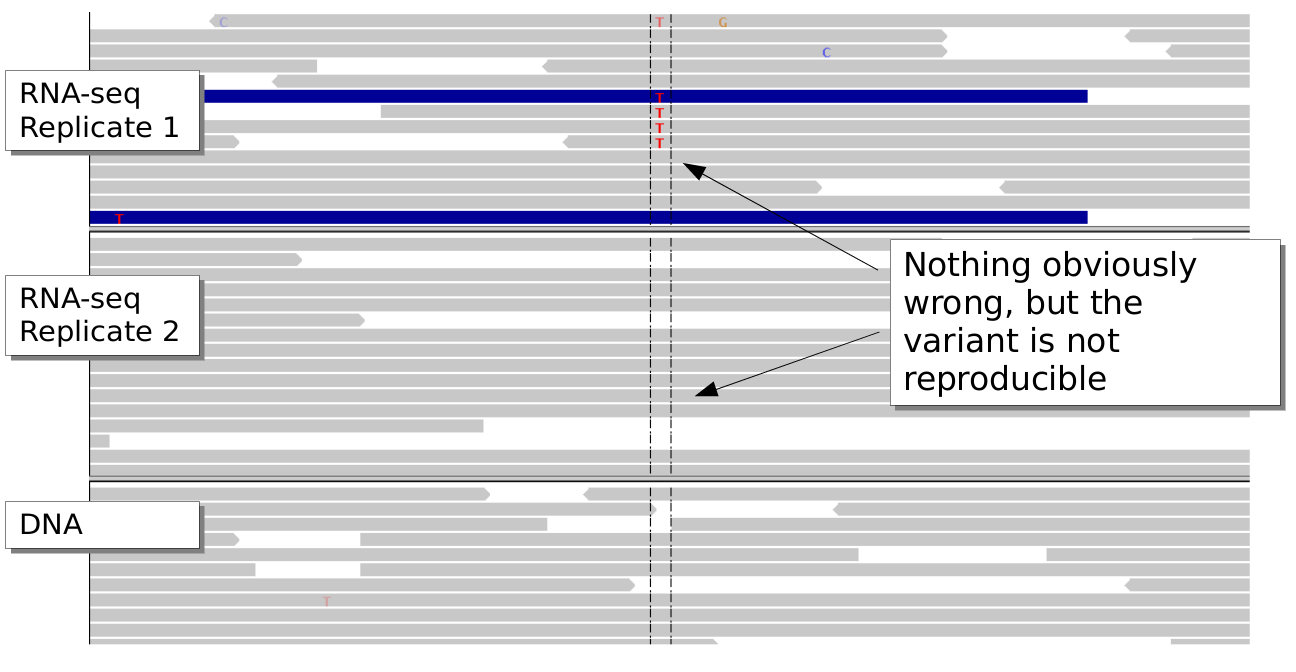 C T G
C
RNA-seq
Replicate 1
T
T
T
T
T
Nothing obviously
wrong, but the
variant is not
reproducible
RNA-seq
Replicate 2
DNA
T